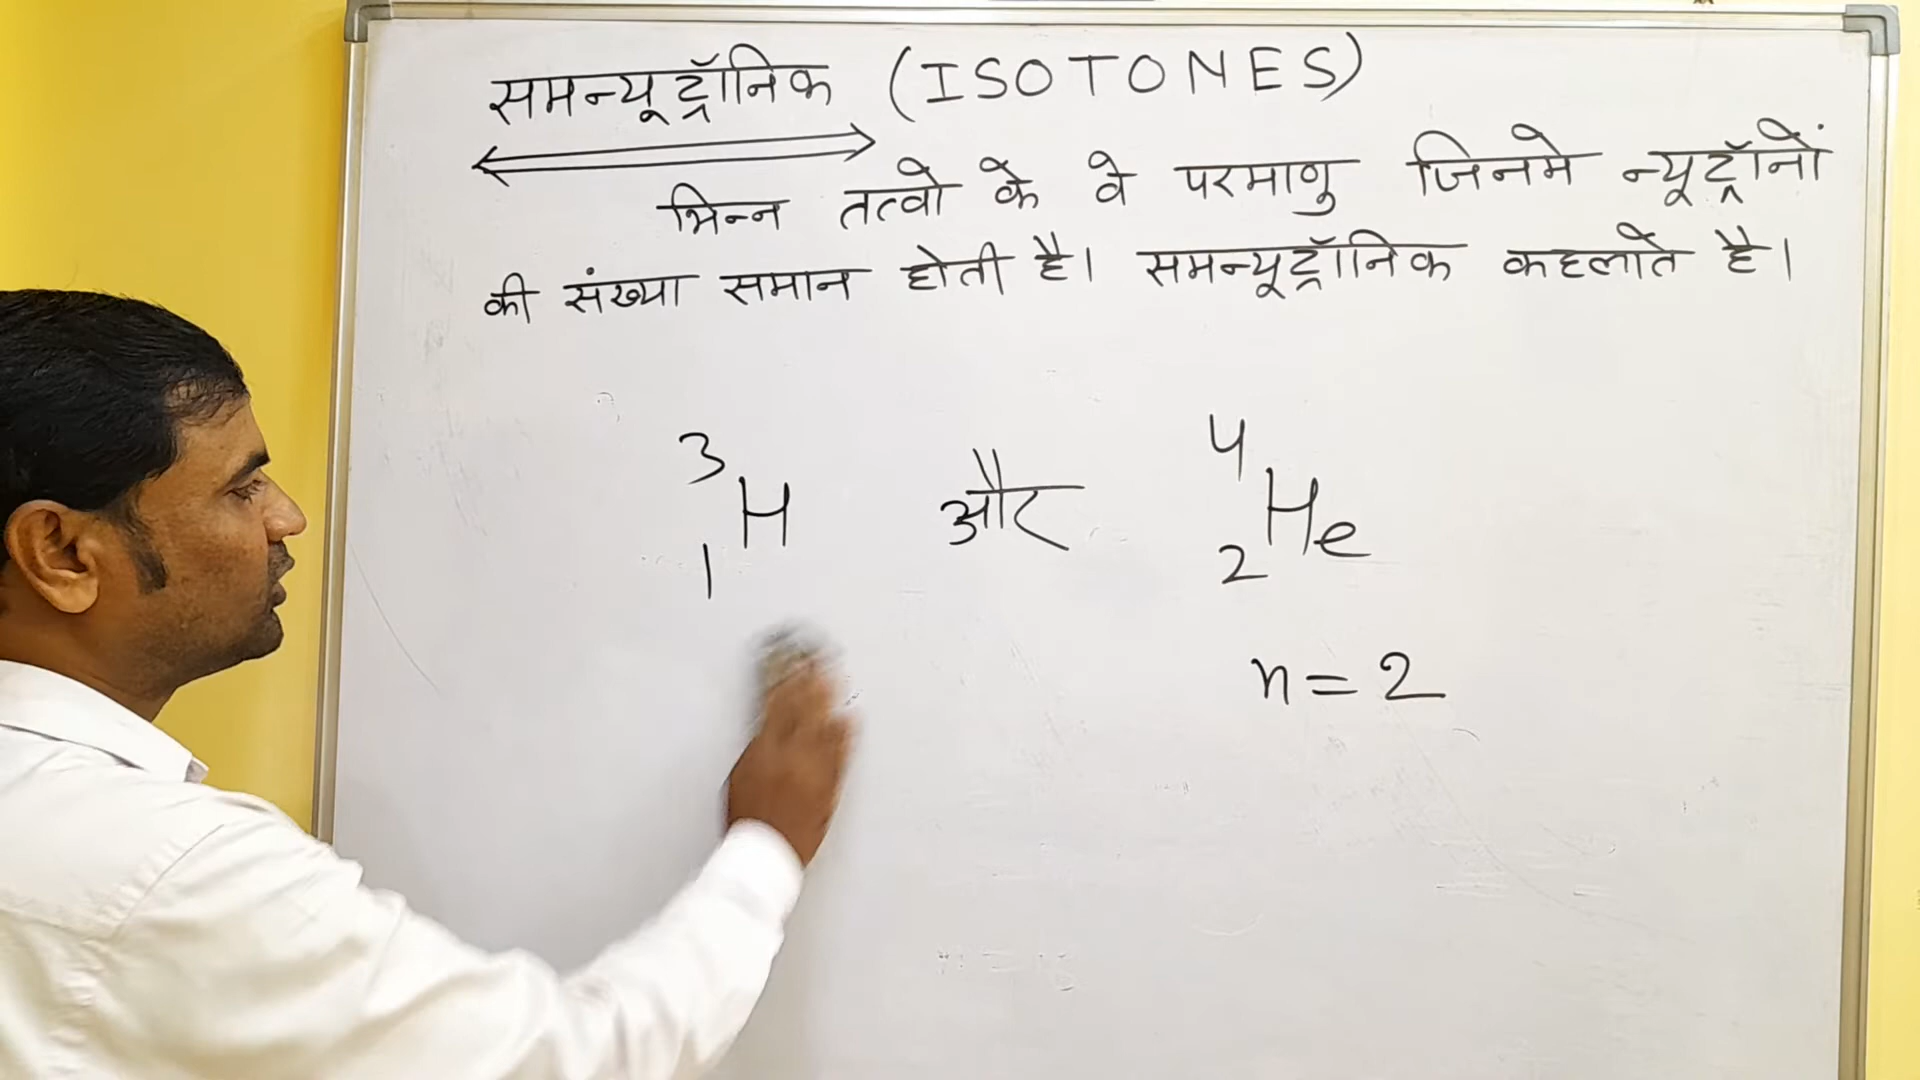 समन्यूट्रॉनिक (ISOTONES)
भिन्न तत्वो के वे परमाणु जिनमे न्यूट्रॉनों
की संख्या समान होती है। समन्यूट्रॉनिक कहलाते है।
3 1 H और 4 2 He
n = 2